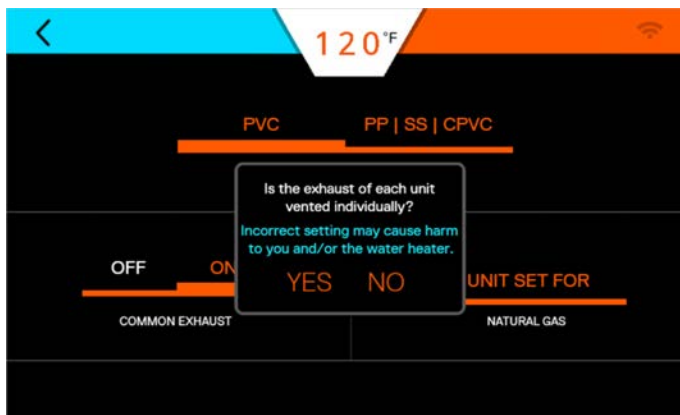 120°F
PVC PP | SS | CPVC
Is the exhaust of each unit
vented individually?
Incorrect setting may cause harm
to you and/or the water heater.
YES NO
OFF ON
UNIT SET FOR
COMMON EXHAUST
NATURAL GAS